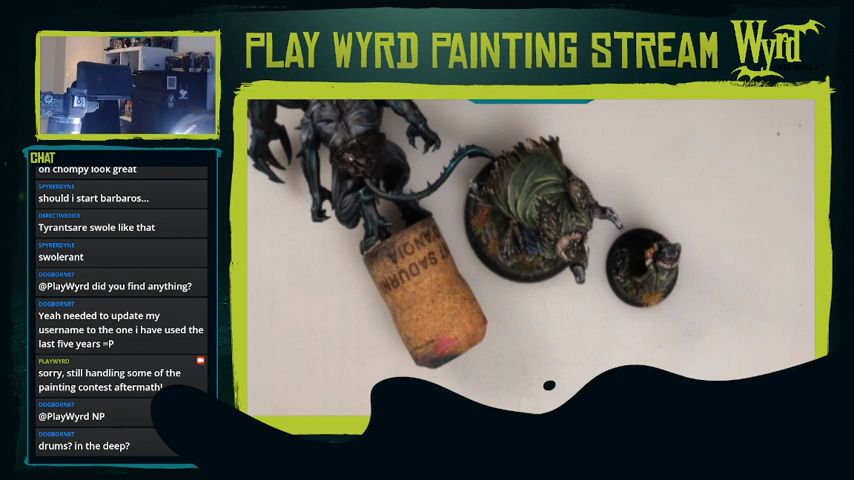 PLAY WYRD PAINTING STREAM
Wyrd
CHAT
on chompy look great
SPYRERDYNE
should i start barbaros...
DEFECTIVEDICE
Tyrantsare swole like that
SPYRERDYNE
swolerant
DOGBORN87
@PlayWyrd did you find anything?
DOGBORN87
Yeah needed to update my
username to the one i have used the
last five years =P
PLAYWYRD
sorry, still handling some of the
painting contest aftermath!
DOGBORN87
@PlayWyrd NP
DOGBORN87
drums? in the deep?
T SADURN
ANOIA